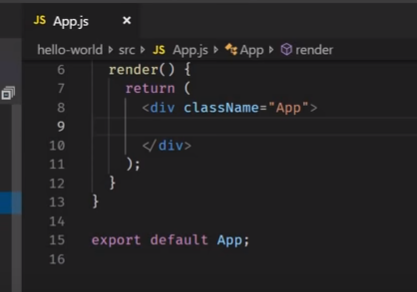 JS App.js ×
hello-world › src › JS App.js › App › render
6 render() {
7 return (
8 <div className="App">
9
10 </div>
11 );
12 }
13 }
14
15 export default App;
16